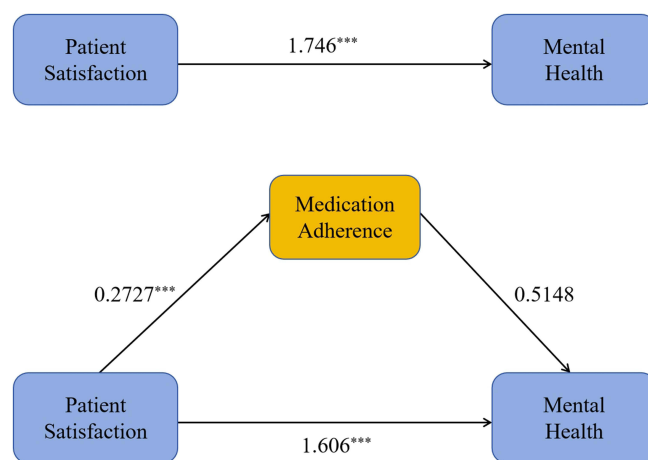 Patient
Satisfaction
1.746***
Mental
Health
Medication
Adherence
0.2727***
0.5148
Patient
Satisfaction
1.606***
Mental
Health